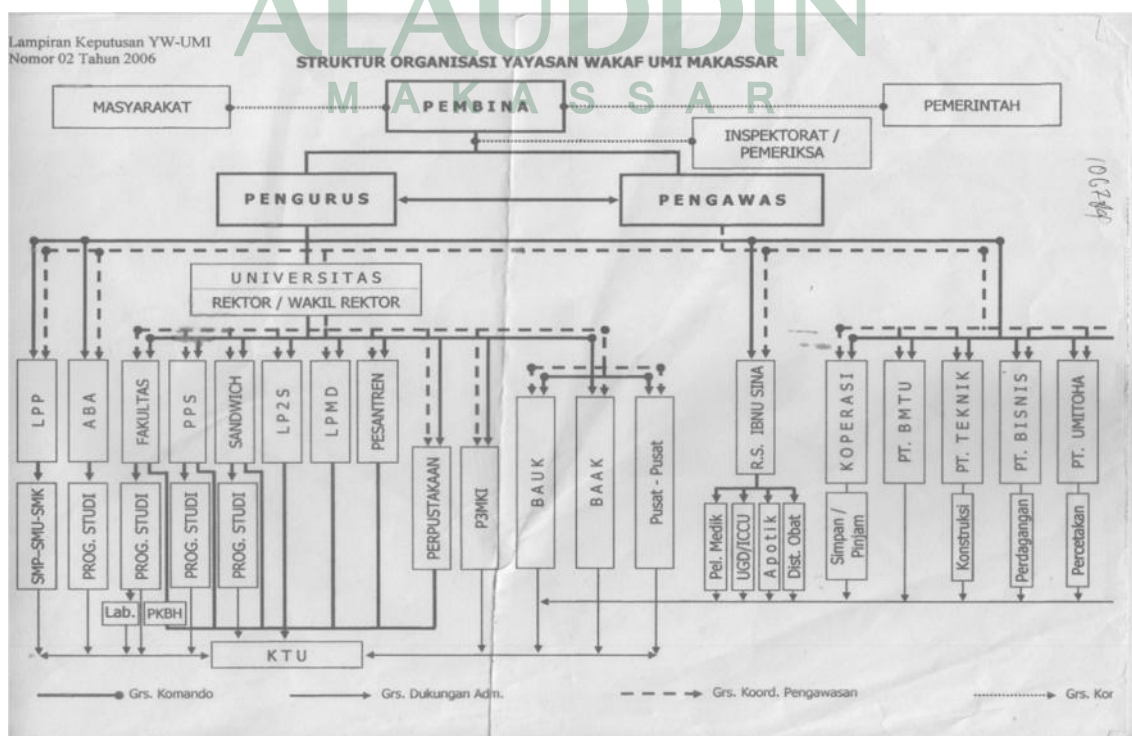 ALAUDDIN
MAKASSAR
Lampiran Keputusan YW-UMI
Nomor 02 Tahun 2006
STRUKTUR ORGANISASI YAYASAN WAKAF UMI MAKASSAR
MASYARAKAT
PEMBINA
PEMERINTAH
INSPEKTORAT /
PEMERIKSA
PENGURUS
PENGAWAS
UNIVERSITAS
REKTOR / WAKIL REKTOR
LPP
ABA
FAKULTAS
PPS
SANDWICH
LP2S
LPMD
PESANTREN
PERPUSTAKAAN
P3MKI
BAUK
BAAK
Pusat - Pusat
R.S. IBNU SINA
KOPERASI
PT. BMTU
PT. TEKNIK
PT. BISNIS
PT. UMITOHA
SMP-SMU-SMK
PROG. STUDI
PROG. STUDI
PROG. STUDI
PROG. STUDI
Pel. Medik
UGD/ICCU
Apotik
Dist. Obat
Simpan /
Pinjam
Konstruksi
Perdagangan
Percetakan
Lab.
PKBH
KTU
Grs. Komando
Grs. Dukungan Adm.
Grs. Koord. Pengawasan
Grs. Kor